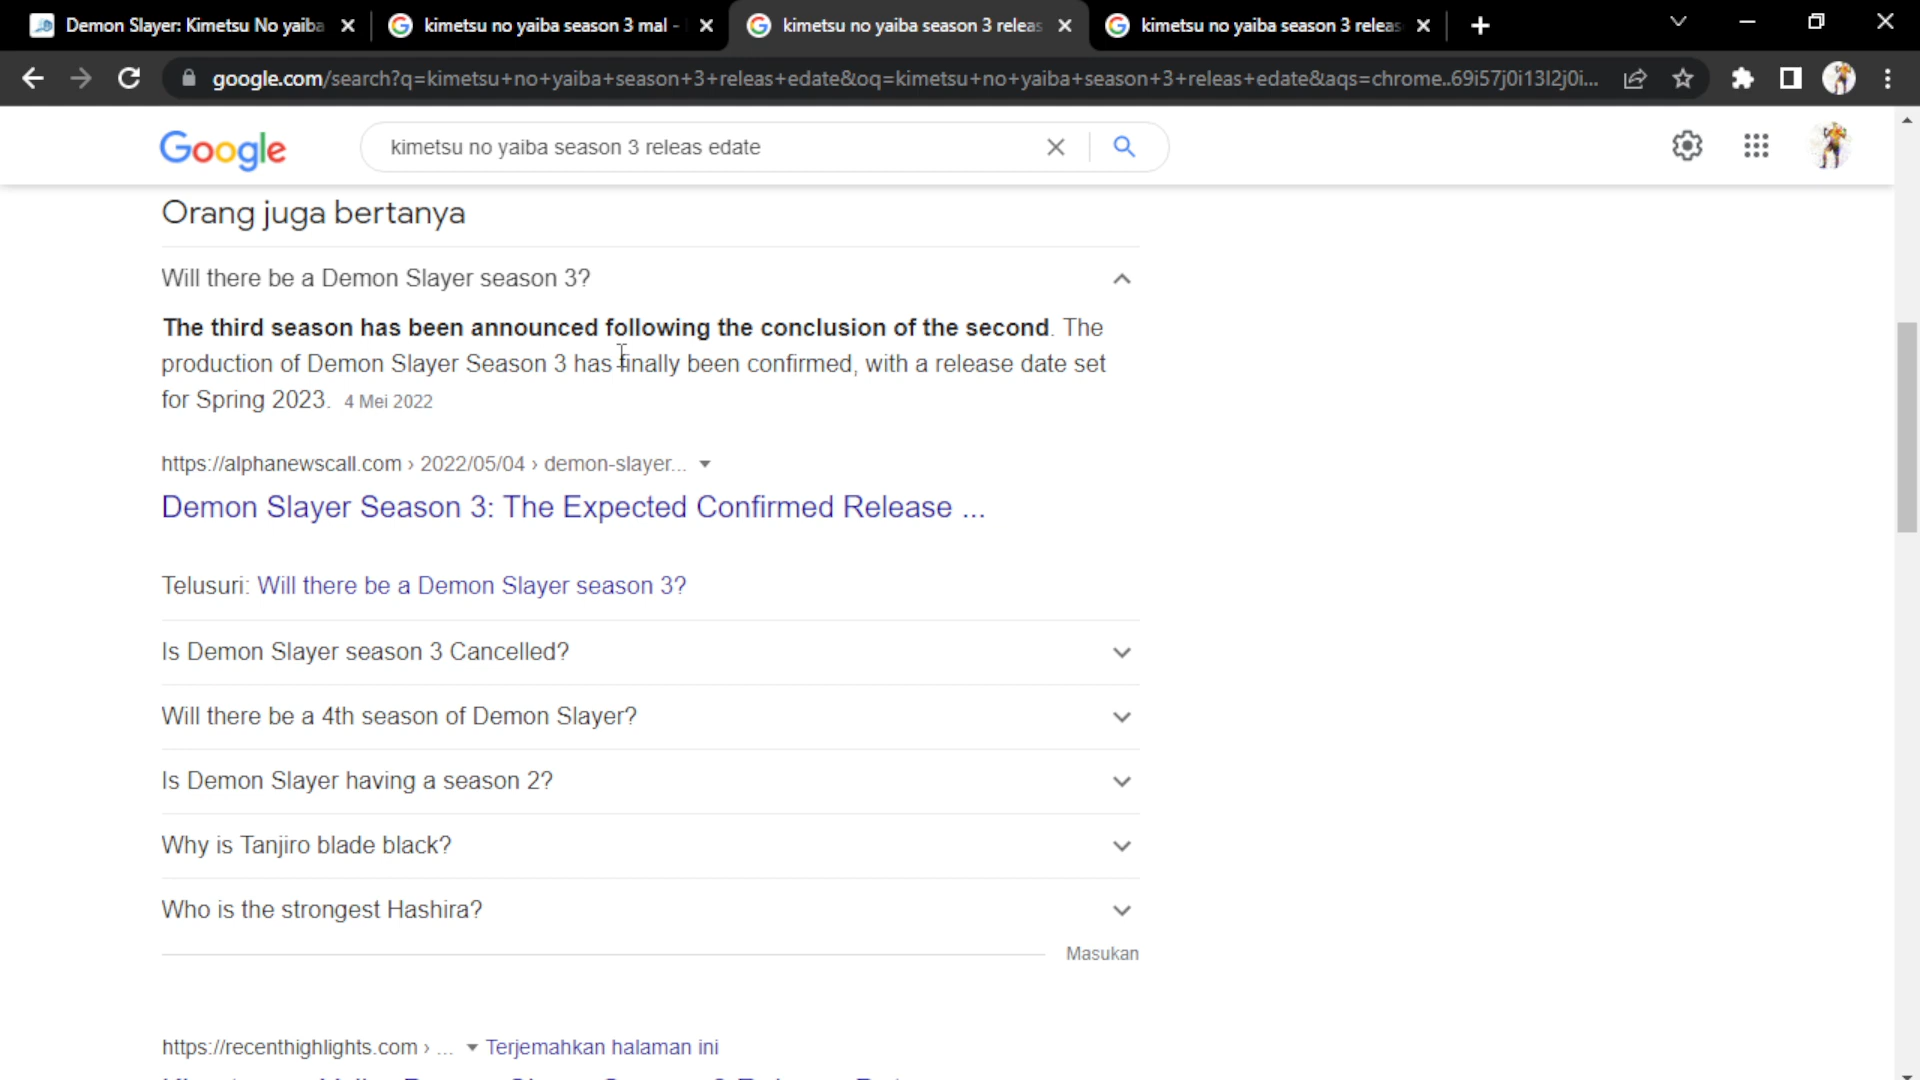 Demon Slayer: Kimetsu No yaiba
kimetsu no yaiba season 3 mal -
kimetsu no yaiba season 3 releas
kimetsu no yaiba season 3 releas
google.com/search?q=kimetsu+no+yaiba+season+3+releas+edate&oq=kimetsu+no+yaiba+season+3+releas+edate&aqs=chrome..69i57j0i13l2j0i...
Google
kimetsu no yaiba season 3 releas edate
Orang juga bertanya
Will there be a Demon Slayer season 3?
The third season has been announced following the conclusion of the second. The
production of Demon Slayer Season 3 has finally been confirmed, with a release date set
for Spring 2023. 4 Mei 2022
https://alphanewscall.com › 2022/05/04 › demon-slayer...
Demon Slayer Season 3: The Expected Confirmed Release ...
Telusuri: Will there be a Demon Slayer season 3?
Is Demon Slayer season 3 Cancelled?
Will there be a 4th season of Demon Slayer?
Is Demon Slayer having a season 2?
Why is Tanjiro blade black?
Who is the strongest Hashira?
Masukan
https://recenthighlights.com › ... Terjemahkan halaman ini